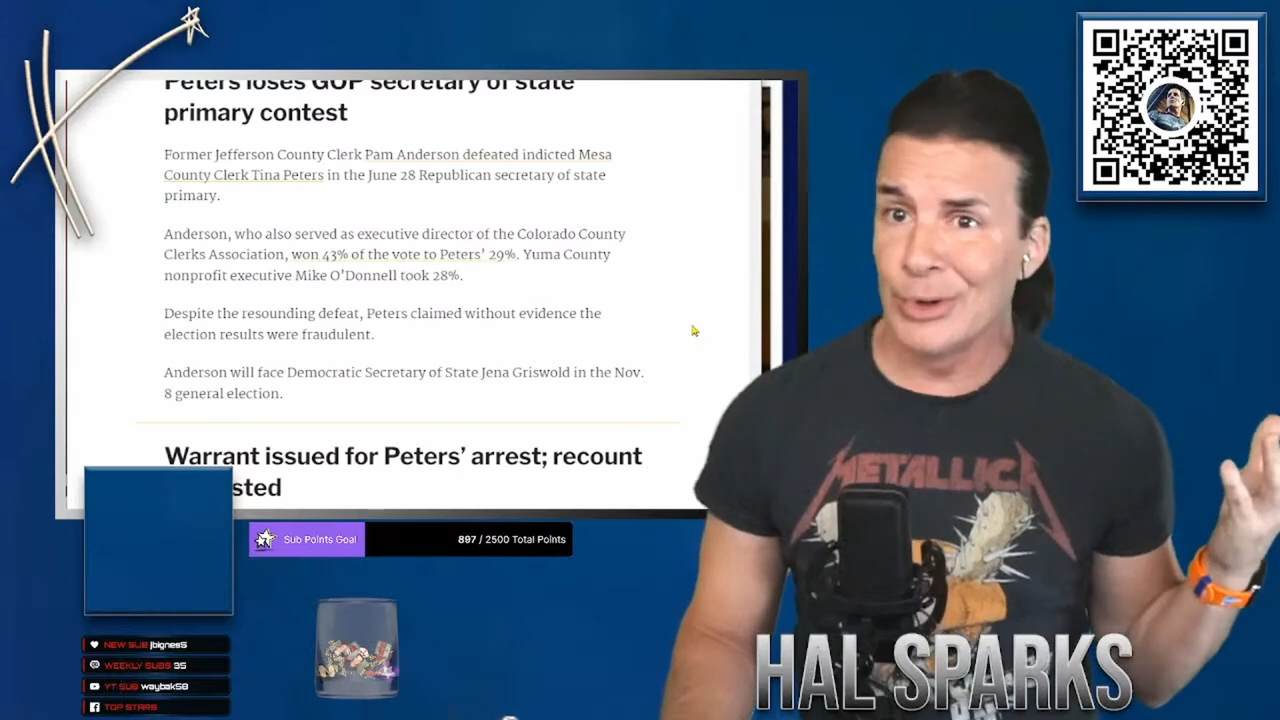 Peters loses GOP secretary of state
primary contest
Former Jefferson County Clerk Pam Anderson defeated indicted Mesa
County Clerk Tina Peters in the June 28 Republican secretary of state
primary.
Anderson, who also served as executive director of the Colorado County
Clerks Association, won 43% of the vote to Peters’ 29%. Yuma County
nonprofit executive Mike O’Donnell took 28%.
Despite the resounding defeat, Peters claimed without evidence the
election results were fraudulent.
Anderson will face Democratic Secretary of State Jena Griswold in the Nov.
8 general election.
Warrant issued for Peters’ arrest; recount
sted
Sub Points Goal
897 / 2500 Total Points
NEW SUB jbigness
WEEKLY SUBS 35
YT SUB waybak58
TOP STARS
METALLICA
HAL SPARKS